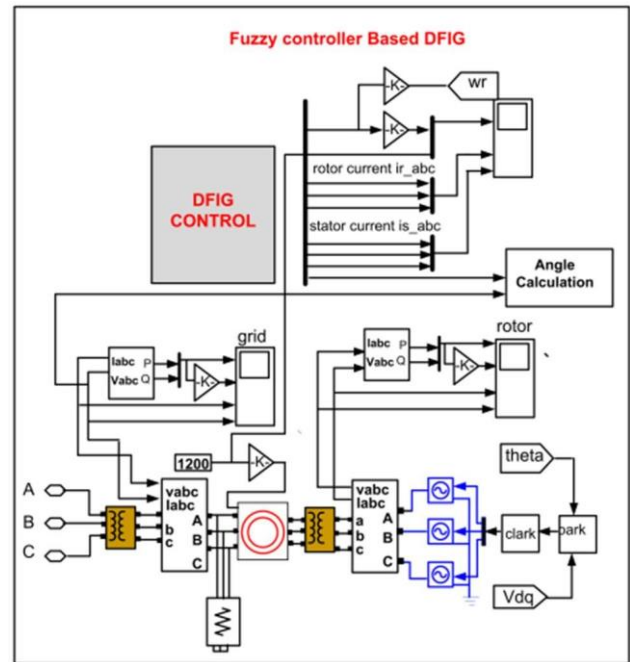 Fuzzy controller Based DFIG
-K-
wr
-K-
rotor current ir_abc
DFIG
CONTROL
stator current is_abc
Angle
Calculation
grid
rotor
Iabc P
Vabc Q
-K-
Iabc P
Vabc Q
-K-
1200
-K-
theta
A
B
C
vabc
Iabc
A
b B
c
C
vabc
Iabc
a A
b B
c
C
clark
park
Vdq